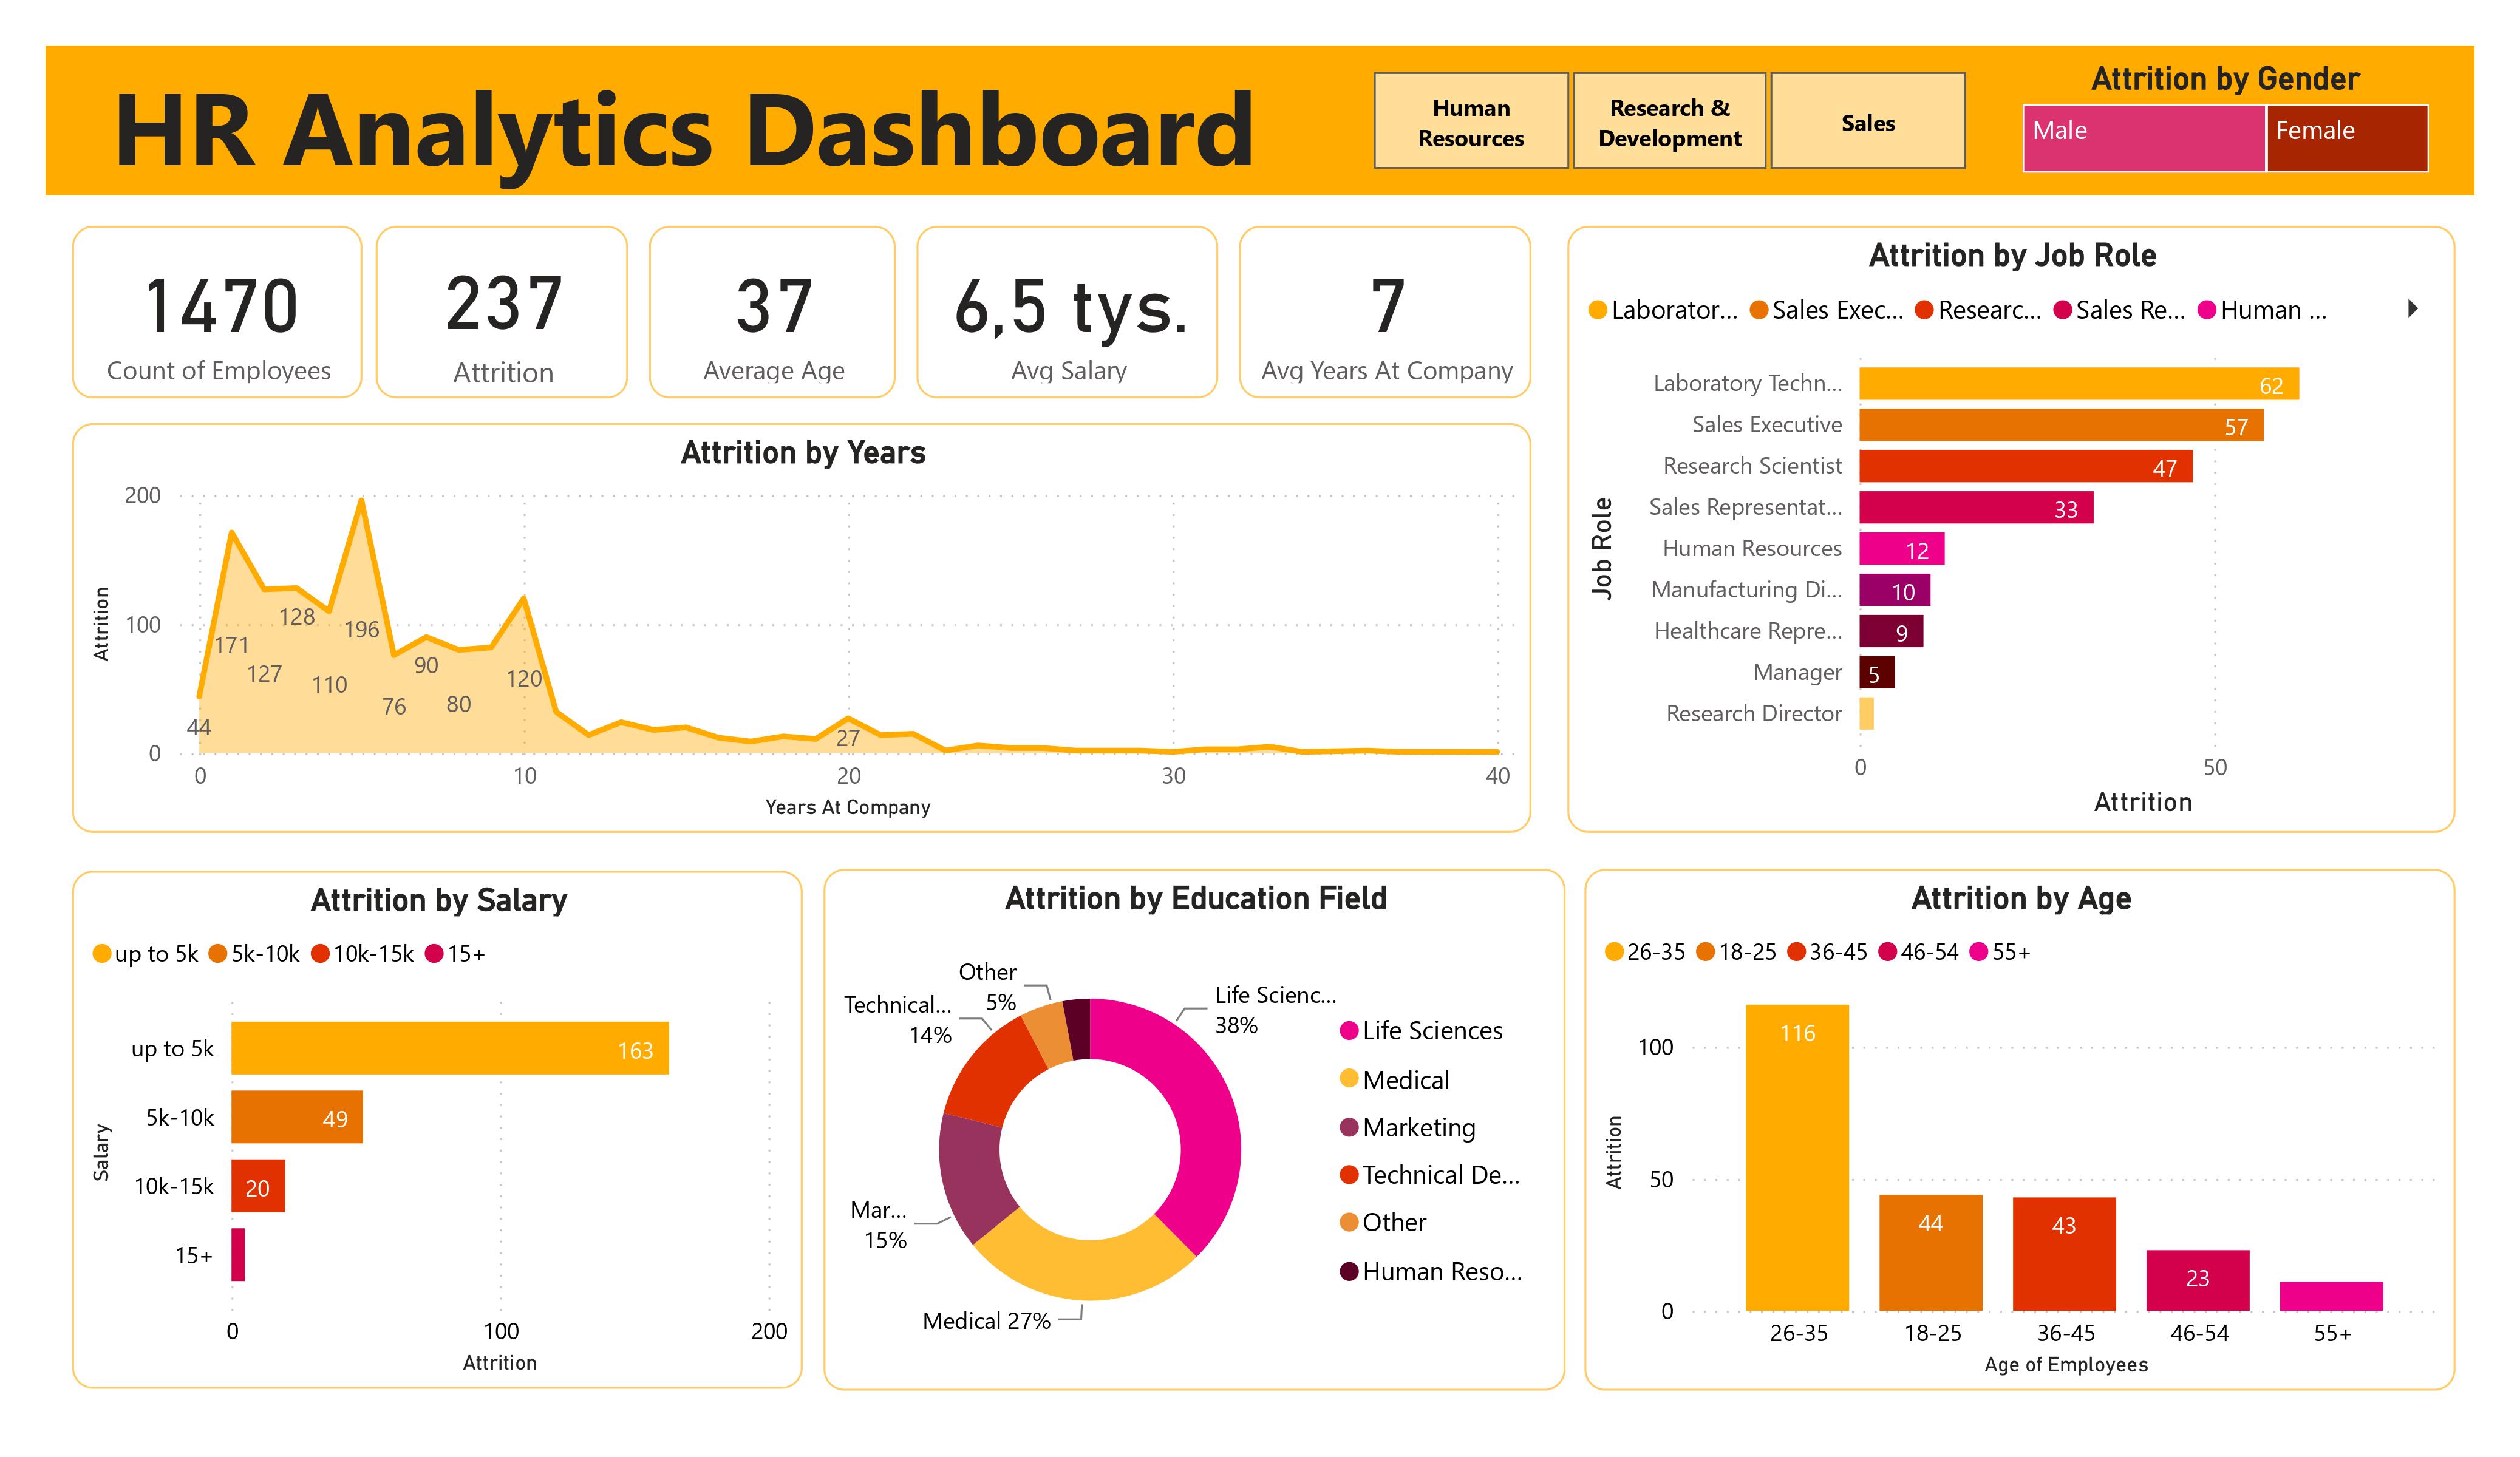 HR Analytics Dashboard
Human
Resources
Research &
Development
Sales
Attrition by Gender
Male
Female
1470
Count of Employees
237
Attrition
37
Average Age
6,5 tys.
Avg Salary
7
Avg Years At Company
Attrition by Years
Attrition
200
100
0
44
171
127
128
110
196
76
90
80
120
27
0
10
20
30
40
Years At Company
Attrition by Job Role
Laborator...
Sales Exec...
Researc...
Sales Re...
Human ...
Job Role
Laboratory Techn...
62
Sales Executive
57
Research Scientist
47
Sales Representat...
33
Human Resources
12
Manufacturing Di...
10
Healthcare Repre...
9
Manager
5
Research Director
0
50
Attrition
Attrition by Salary
up to 5k
5k-10k
10k-15k
15+
Salary
up to 5k
163
5k-10k
49
10k-15k
20
15+
0
100
200
Attrition
Attrition by Education Field
Other
5%
Technical...
14%
Life Scienc...
38%
Mar...
15%
Medical 27%
Life Sciences
Medical
Marketing
Technical De...
Other
Human Reso...
Attrition by Age
26-35
18-25
36-45
46-54
55+
Attrition
100
50
0
116
44
43
23
26-35
18-25
36-45
46-54
55+
Age of Employees